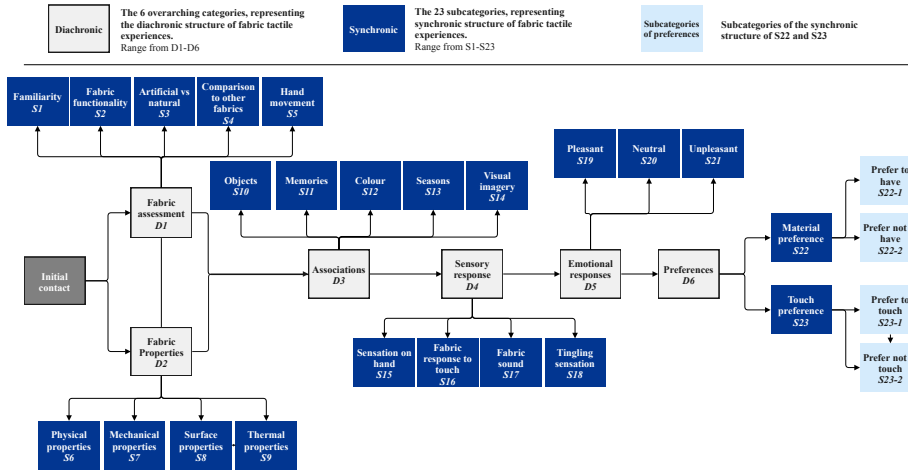 Diachronic
The 6 overarching categories, representing
the diachronic structure of fabric tactile
experiences.
Range from D1-D6
Synchronic
The 23 subcategories, representing
synchronic structure of fabric tactile
experiences.
Range from S1-S23
Subcategories
of preferences
Subcategories of the synchronic
structure of S22 and S23
Familiarity
S1
Fabric
functionality
S2
Artificial vs
natural
S3
Comparison
to other
fabrics
S4
Hand
movement
S5
Objects
S10
Memories
S11
Colour
S12
Seasons
S13
Visual
imagery
S14
Pleasant
S19
Neutral
S20
Unpleasant
S21
Prefer to
have
S22-1
Prefer not to
have
S22-2
Fabric
assessment
D1
Material
preference
S22
Initial
contact
Associations
D3
Sensory
response
D4
Emotional
responses
D5
Preferences
D6
Touch
preference
S23
Prefer to
touch
S23-1
Prefer not to
touch
S23-2
Fabric
Properties
D2
Sensation on
hand
S15
Fabric
response to
touch
S16
Fabric
sound
S17
Tingling
sensation
S18
Physical
properties
S6
Mechanical
properties
S7
Surface
properties
S8
Thermal
properties
S9